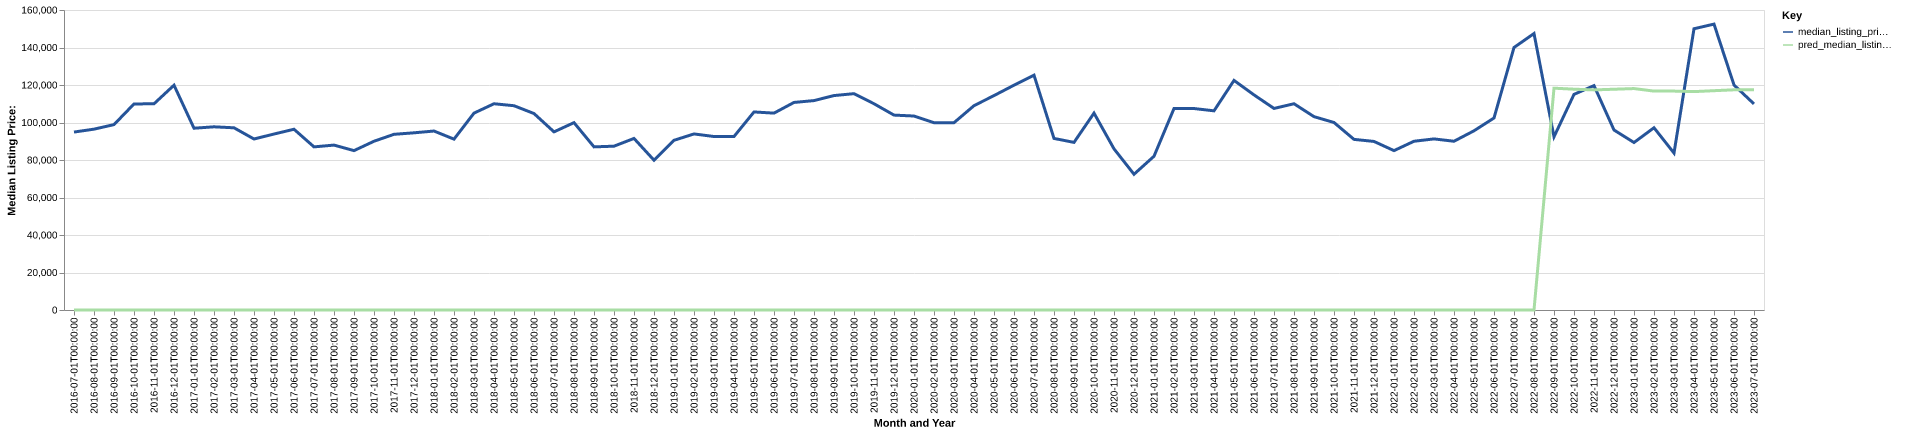 160,000
140,000
120,000
100,000
80,000
60,000
40,000
20,000
0
Median Listing Price:
2016-07-01T00:00:00
2016-08-01T00:00:00
2016-09-01T00:00:00
2016-10-01T00:00:00
2016-11-01T00:00:00
2016-12-01T00:00:00
2017-01-01T00:00:00
2017-02-01T00:00:00
2017-03-01T00:00:00
2017-04-01T00:00:00
2017-05-01T00:00:00
2017-06-01T00:00:00
2017-07-01T00:00:00
2017-08-01T00:00:00
2017-09-01T00:00:00
2017-10-01T00:00:00
2017-11-01T00:00:00
2017-12-01T00:00:00
2018-01-01T00:00:00
2018-02-01T00:00:00
2018-03-01T00:00:00
2018-04-01T00:00:00
2018-05-01T00:00:00
2018-06-01T00:00:00
2018-07-01T00:00:00
2018-08-01T00:00:00
2018-09-01T00:00:00
2018-10-01T00:00:00
2018-11-01T00:00:00
2018-12-01T00:00:00
2019-01-01T00:00:00
2019-02-01T00:00:00
2019-03-01T00:00:00
2019-04-01T00:00:00
2019-05-01T00:00:00
2019-06-01T00:00:00
2019-07-01T00:00:00
2019-08-01T00:00:00
2019-09-01T00:00:00
2019-10-01T00:00:00
2019-11-01T00:00:00
2019-12-01T00:00:00
2020-01-01T00:00:00
2020-02-01T00:00:00
2020-03-01T00:00:00
2020-04-01T00:00:00
2020-05-01T00:00:00
2020-06-01T00:00:00
2020-07-01T00:00:00
2020-08-01T00:00:00
2020-09-01T00:00:00
2020-10-01T00:00:00
2020-11-01T00:00:00
2020-12-01T00:00:00
2021-01-01T00:00:00
2021-02-01T00:00:00
2021-03-01T00:00:00
2021-04-01T00:00:00
2021-05-01T00:00:00
2021-06-01T00:00:00
2021-07-01T00:00:00
2021-08-01T00:00:00
2021-09-01T00:00:00
2021-10-01T00:00:00
2021-11-01T00:00:00
2021-12-01T00:00:00
2022-01-01T00:00:00
2022-02-01T00:00:00
2022-03-01T00:00:00
2022-04-01T00:00:00
2022-05-01T00:00:00
2022-06-01T00:00:00
2022-07-01T00:00:00
2022-08-01T00:00:00
2022-09-01T00:00:00
2022-10-01T00:00:00
2022-11-01T00:00:00
2022-12-01T00:00:00
2023-01-01T00:00:00
2023-02-01T00:00:00
2023-03-01T00:00:00
2023-04-01T00:00:00
2023-05-01T00:00:00
2023-06-01T00:00:00
2023-07-01T00:00:00
Month and Year
Key
median_listing_pri…
pred_median_listin…